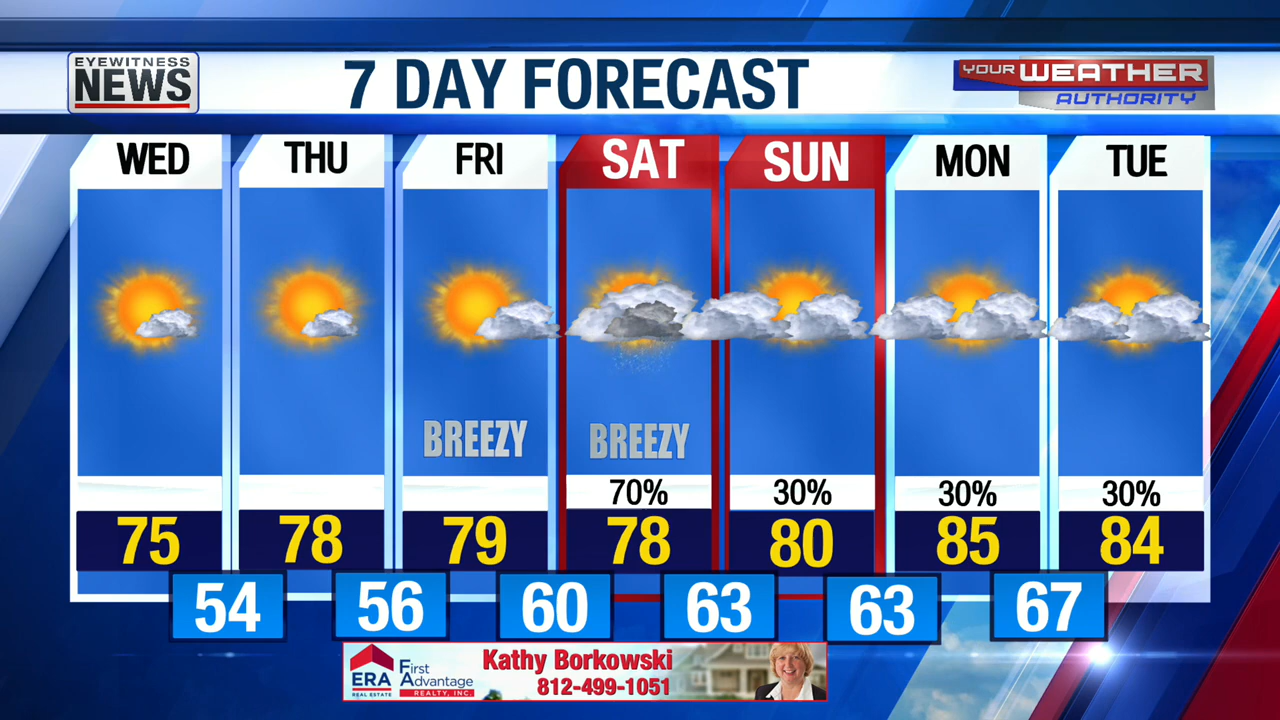 EYEWITNESS
NEWS
7 DAY FORECAST
YOUR WEATHER
AUTHORITY
WED THU FRI SAT SUN MON TUE
BREEZY BREEZY
70% 30% 30% 30%
75 78 79 78 80 85 84
54 56 60 63 63 67
ERA
REAL ESTATE
First
Advantage
REALTY, INC.
Kathy Borkowski
812-499-1051